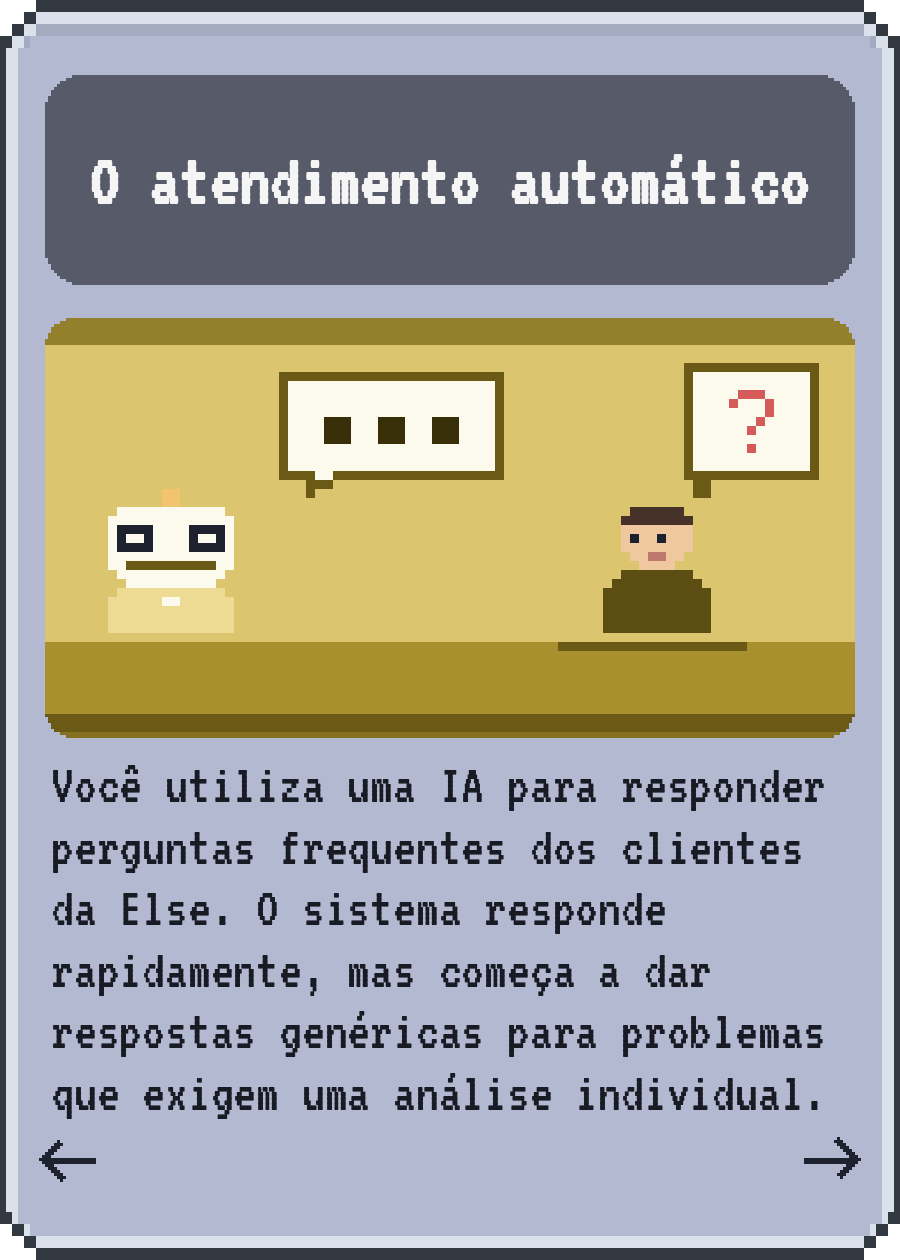 O atendimento automático
?
Você utiliza uma IA para responder
perguntas frequentes dos clientes
da Else. O sistema responde
rapidamente, mas começa a dar
respostas genéricas para problemas
que exigem uma análise individual.